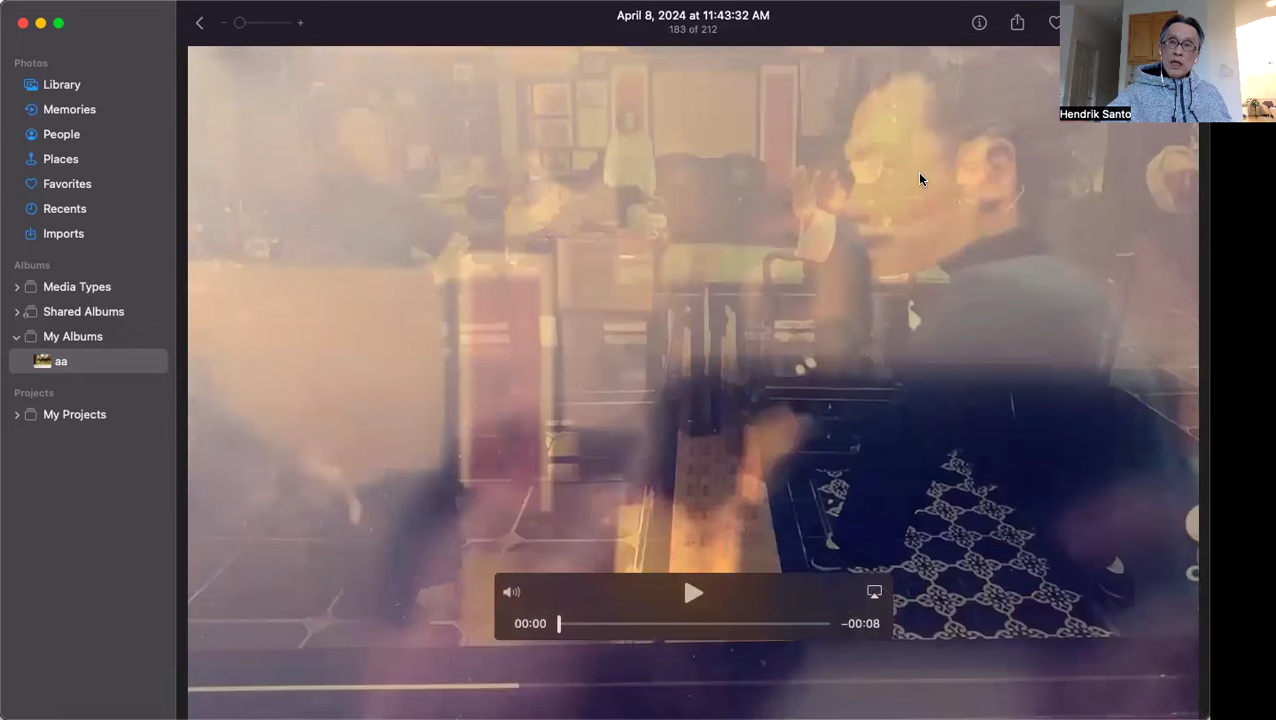 April 8, 2024 at 11:43:32 AM
183 of 212
Photos
Library
Memories
People
Places
Favorites
Recents
Imports
Albums
Media Types
Shared Albums
My Albums
aa
Projects
My Projects
Hendrik Santo
00:00
−00:08